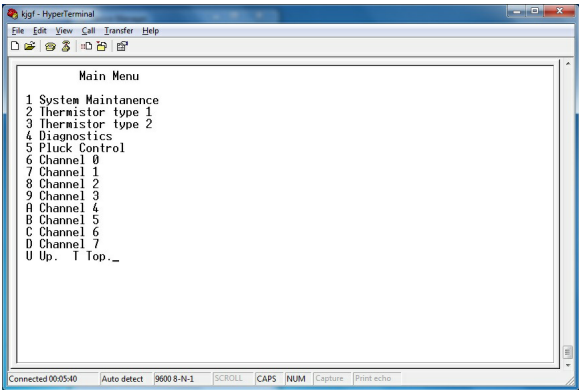 kjgf - HyperTerminal
File Edit View Call Transfer Help
Main Menu
1 System Maintanence
2 Thermistor type 1
3 Thermistor type 2
4 Diagnostics
5 Pluck Control
6 Channel 0
7 Channel 1
8 Channel 2
9 Channel 3
A Channel 4
B Channel 5
C Channel 6
D Channel 7
U Up. T Top._
Connected 00:05:40 Auto detect 9600 8-N-1 SCROLL CAPS NUM Capture Print echo